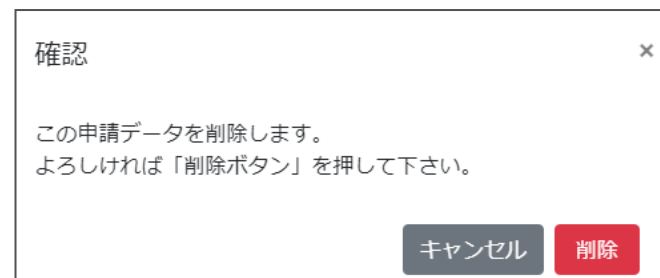 確認
×
この申請データを削除します。
よろしければ「削除ボタン」を押して下さい。
キャンセル
削除